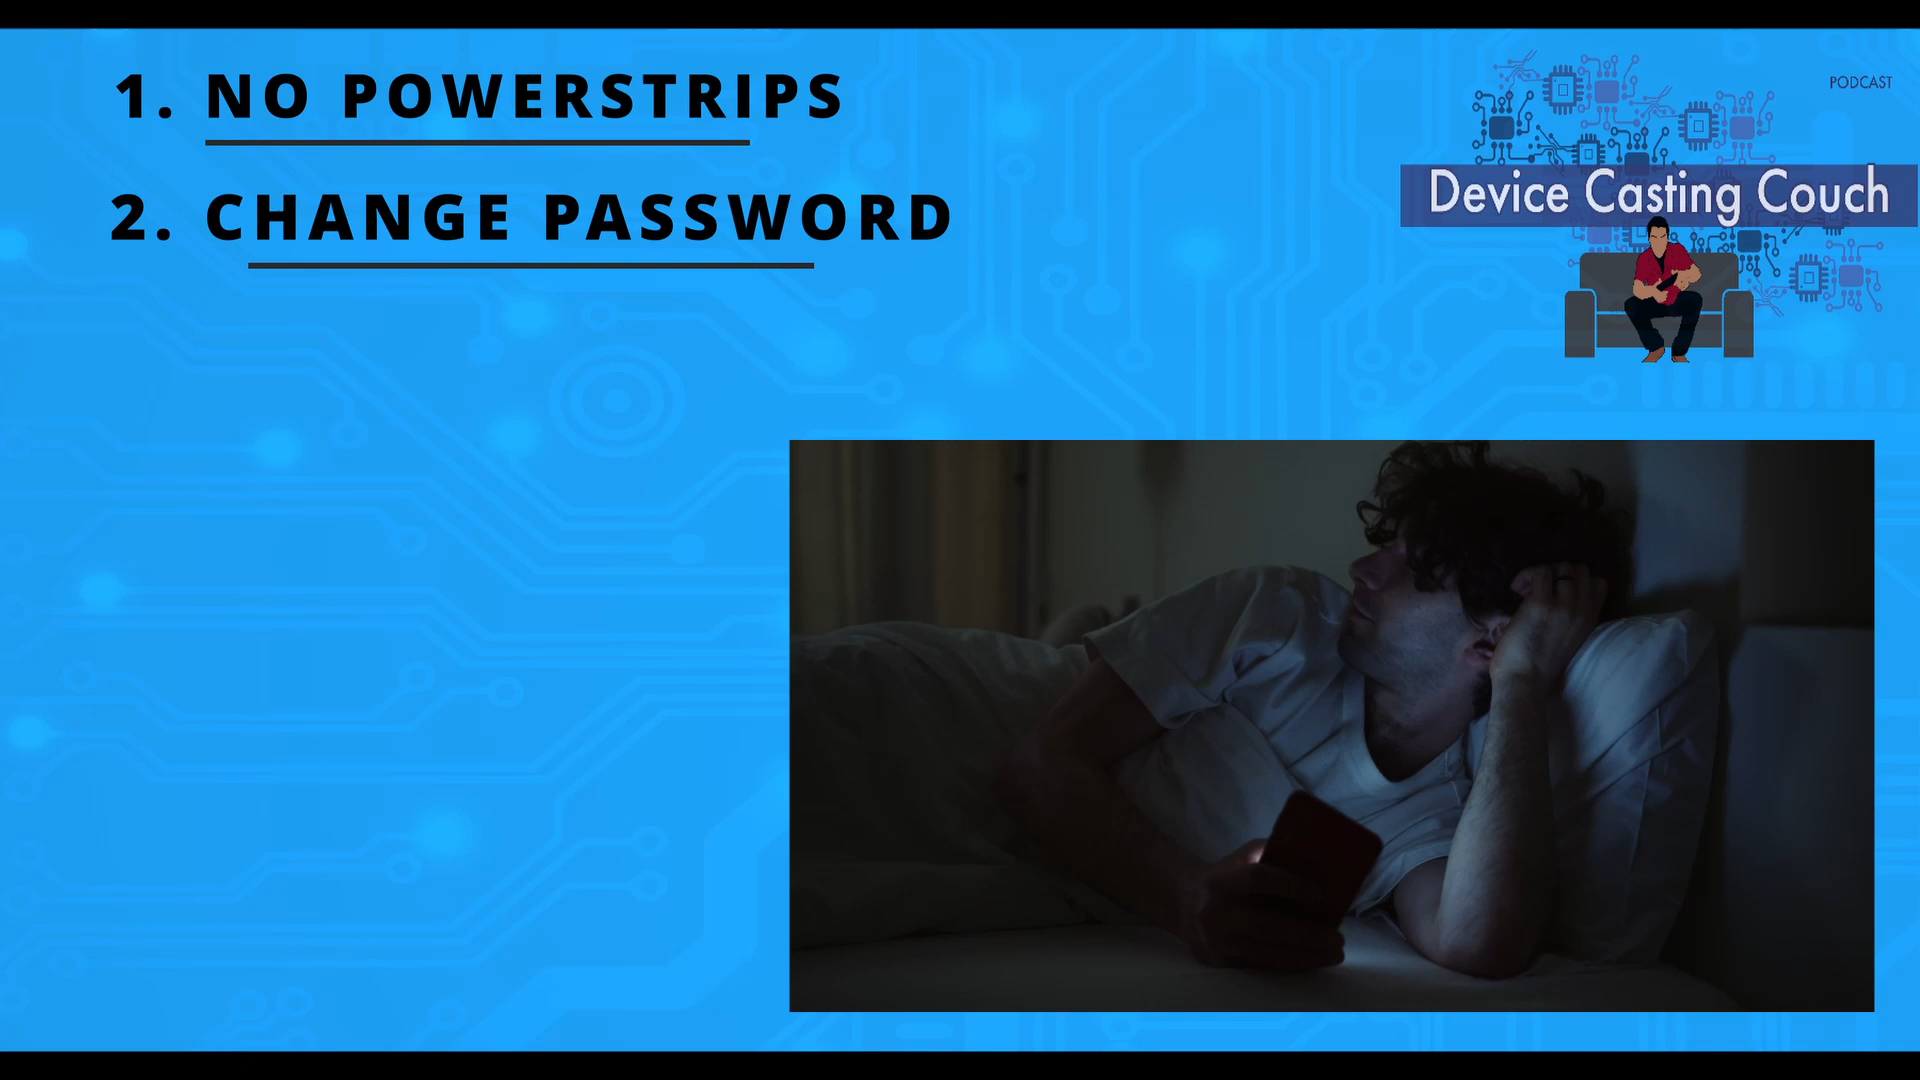 1. NO POWERSTRIPS
2. CHANGE PASSWORD
PODCAST
Device Casting Couch